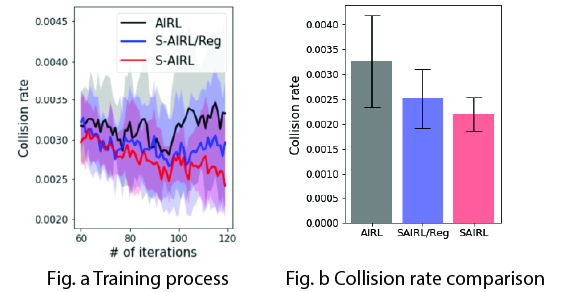 0.0045
0.0040
0.0035
0.0030
0.0025
0.0020
Collision rate
AIRL
S-AIRL/Reg
S-AIRL
60
80
100
120
# of iterations
Fig. a Training process
0.0040
0.0035
0.0030
0.0025
0.0020
0.0015
0.0010
0.0005
0.0000
Collision rate
AIRL
SAIRL/Reg
SAIRL
Fig. b Collision rate comparison